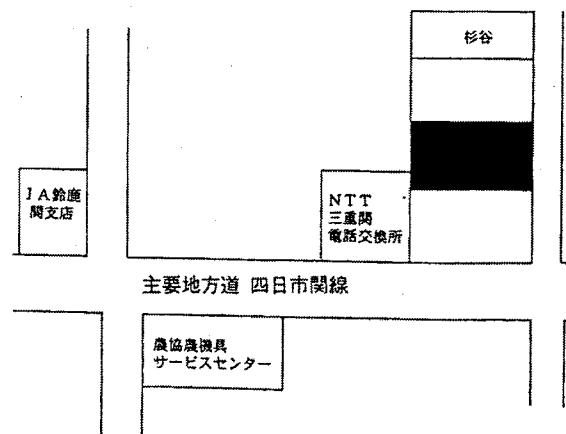 杉谷
JA鈴鹿
関支店
NTT
三重関
電話交換所
主要地方道 四日市関線
農協農機具
サービスセンター